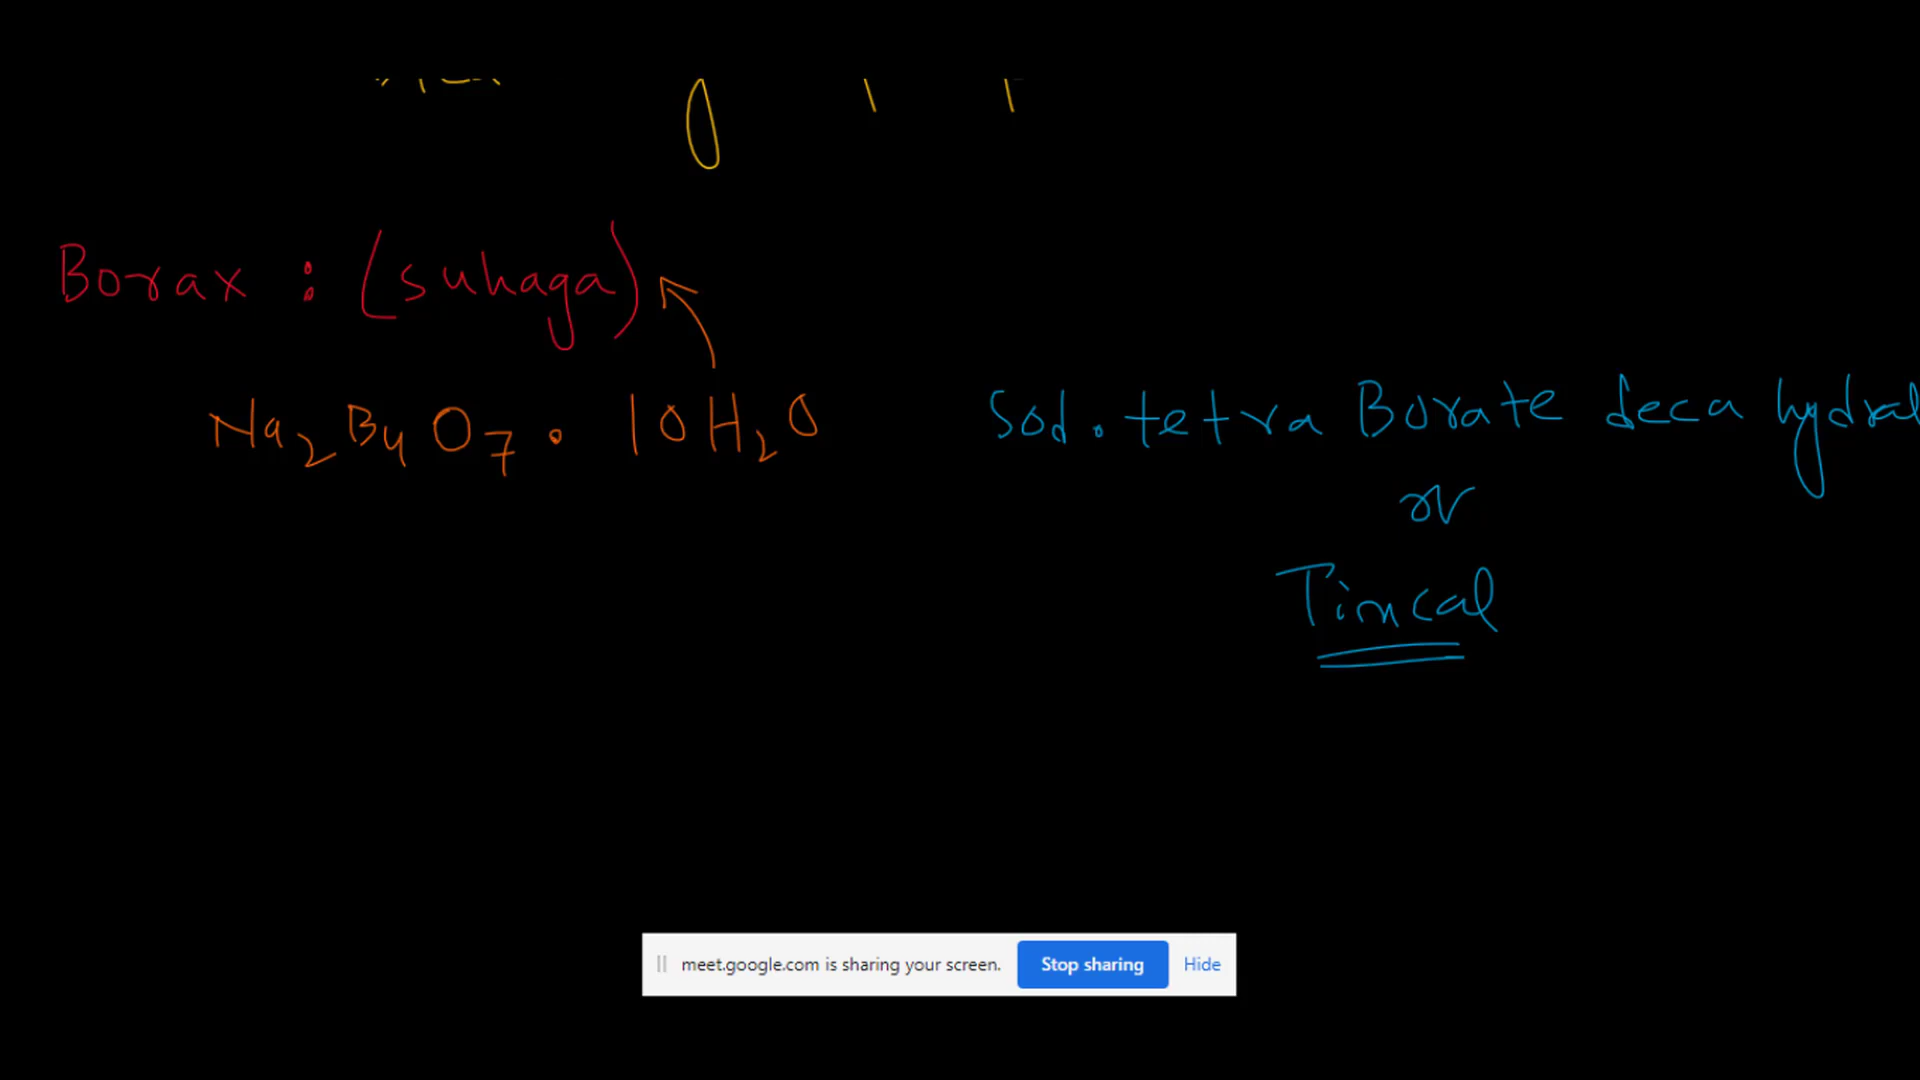 Borax : (suhaga)
Na2B4O7 . 10H2O
Sod. tetra Borate deca hydrat
or
Tincal
meet.google.com is sharing your screen. Stop sharing Hide